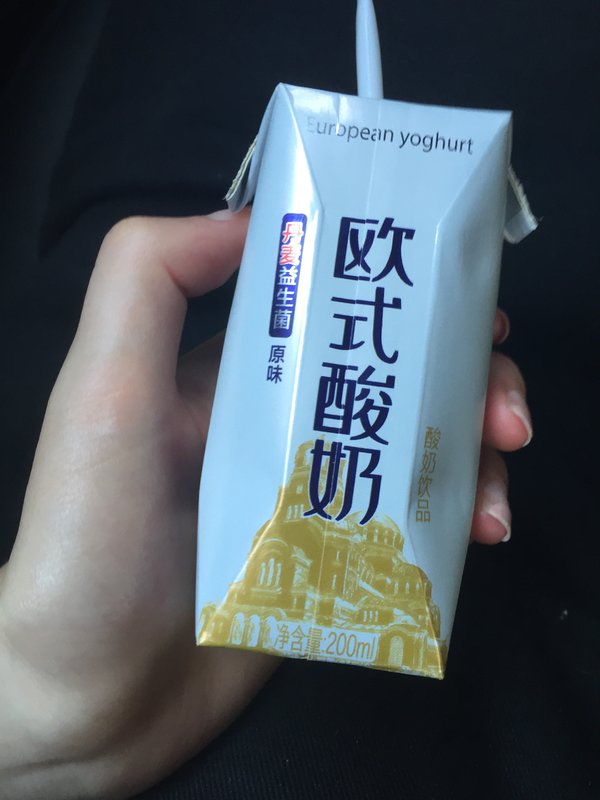 European yoghurt
丹麦益生菌
原味
欧式酸奶
酸奶饮品
净含量:200ml